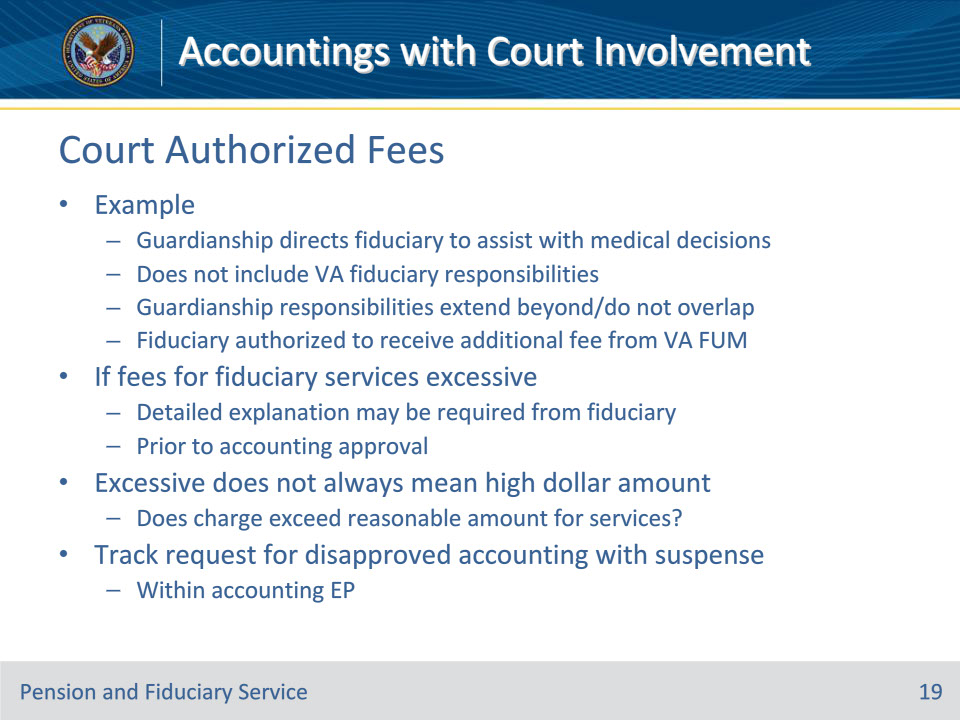 Accountings with Court Involvement
Court Authorized Fees
• Example
– Guardianship directs fiduciary to assist with medical decisions
– Does not include VA fiduciary responsibilities
– Guardianship responsibilities extend beyond/do not overlap
– Fiduciary authorized to receive additional fee from VA FUM
• If fees for fiduciary services excessive
– Detailed explanation may be required from fiduciary
– Prior to accounting approval
• Excessive does not always mean high dollar amount
– Does charge exceed reasonable amount for services?
• Track request for disapproved accounting with suspense
– Within accounting EP
Pension and Fiduciary Service
19